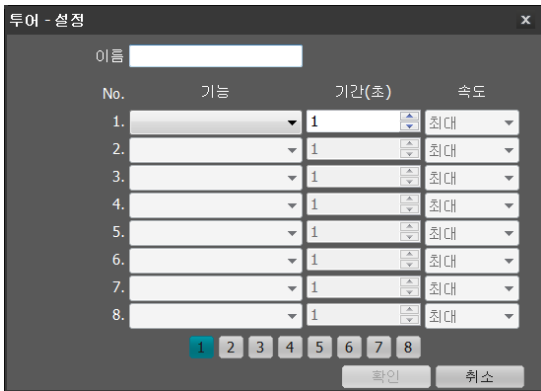 투어 - 설정 x
이름
No. 기능 기간(초) 속도
1. 1 최대
2. 1 최대
3. 1 최대
4. 1 최대
5. 1 최대
6. 1 최대
7. 1 최대
8. 1 최대
1 2 3 4 5 6 7 8
확인 취소